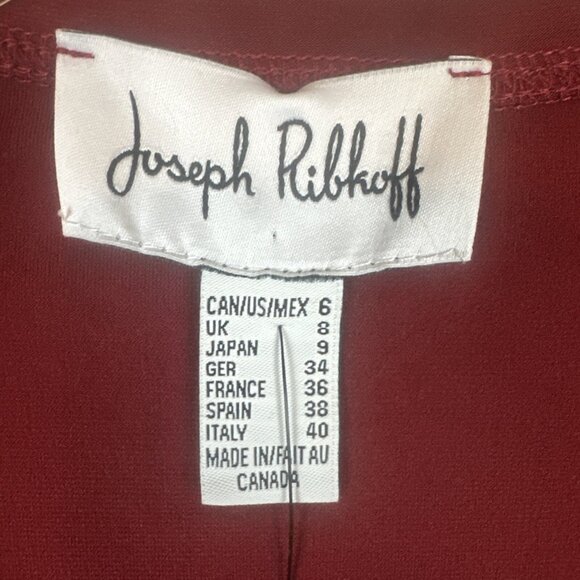 Joseph Ribkoff
CAN/US/MEX 6
UK 8
JAPAN 9
GER 34
FRANCE 36
SPAIN 38
ITALY 40
MADE IN/FAIT AU
CANADA